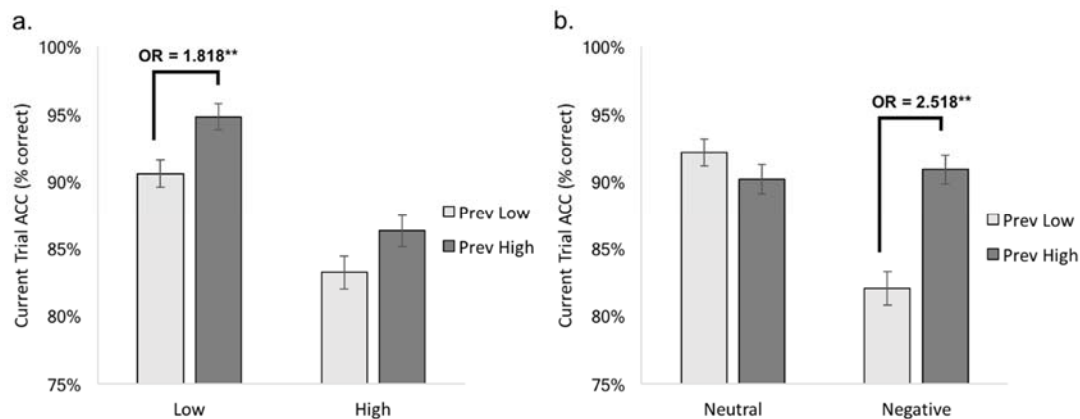 a.
OR = 1.818**
100%
95%
90%
85%
80%
75%
Current Trial ACC (% correct)
Low
High
Prev Low
Prev High
b.
OR = 2.518**
100%
95%
90%
85%
80%
75%
Current Trial ACC (% correct)
Neutral
Negative
Prev Low
Prev High